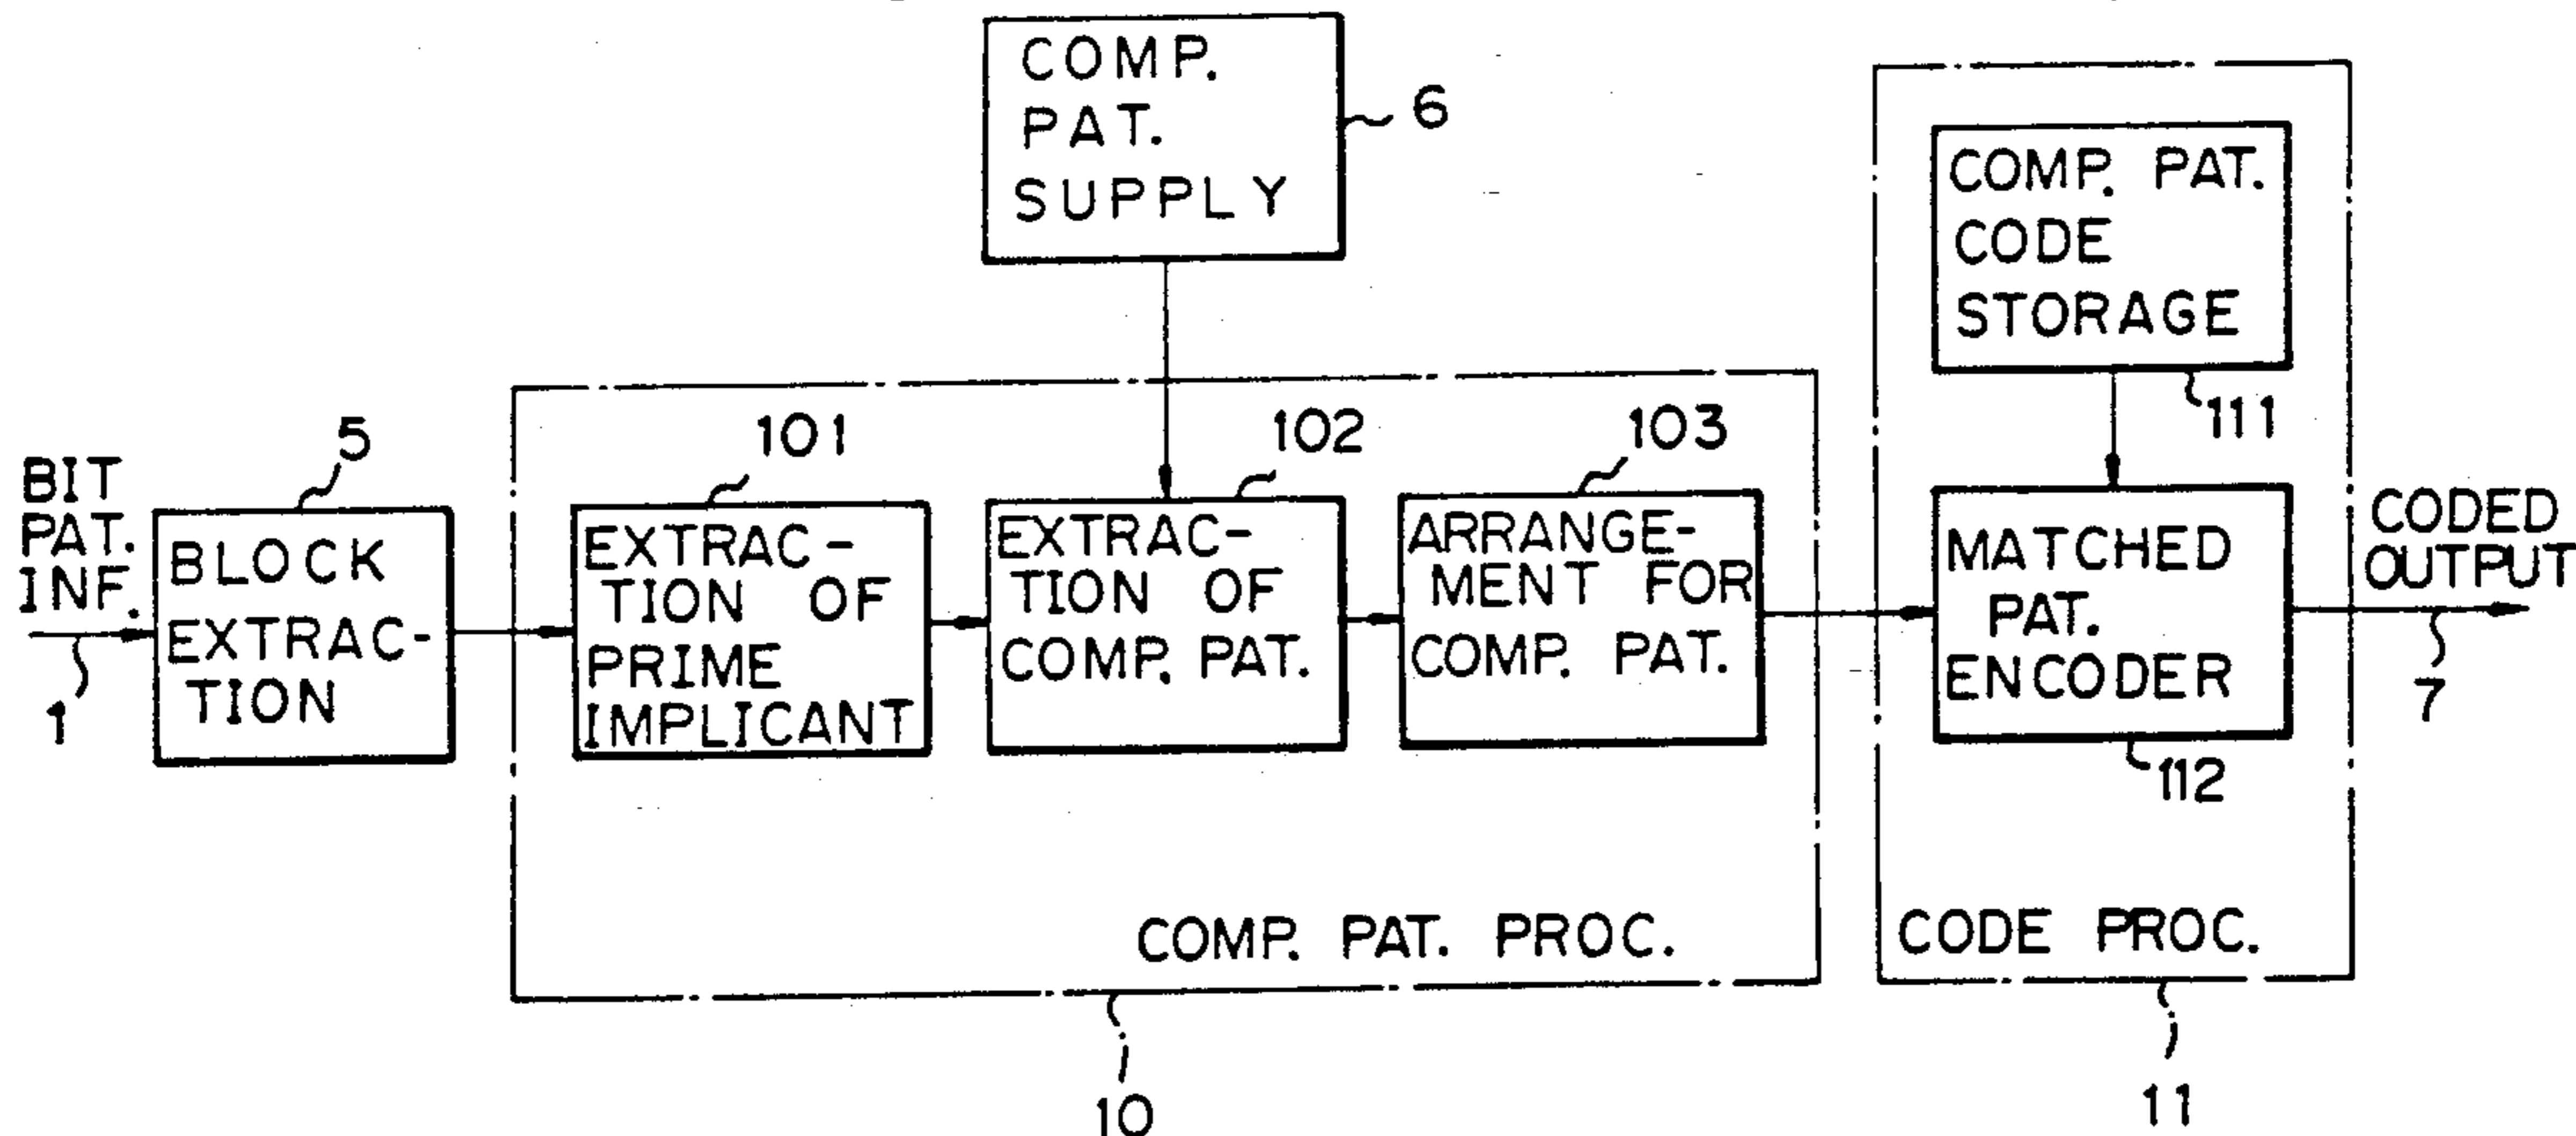 COMP.
PAT.
SUPPLY
6
COMP. PAT.
CODE
STORAGE
111
BIT
PAT.
INF.
1
5
BLOCK
EXTRAC-
TION
101
EXTRAC-
TION OF
PRIME
IMPLICANT
102
EXTRAC-
TION OF
COMP. PAT.
103
ARRANGE-
MENT FOR
COMP. PAT.
MATCHED
PAT.
ENCODER
112
CODED
OUTPUT
7
COMP. PAT. PROC.
CODE PROC.
10
11